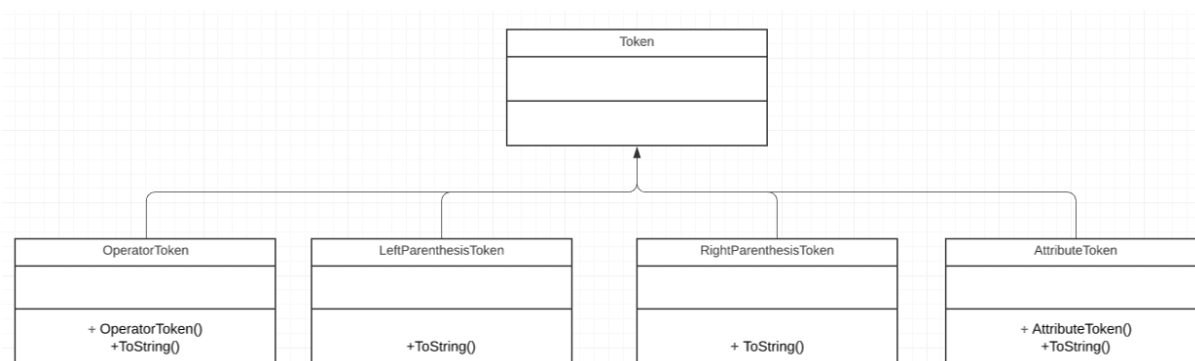 Token
OperatorToken
LeftParenthesisToken
RightParenthesisToken
AttributeToken
+ OperatorToken()
+ToString()
+ToString()
+ ToString()
+ AttributeToken()
+ToString()